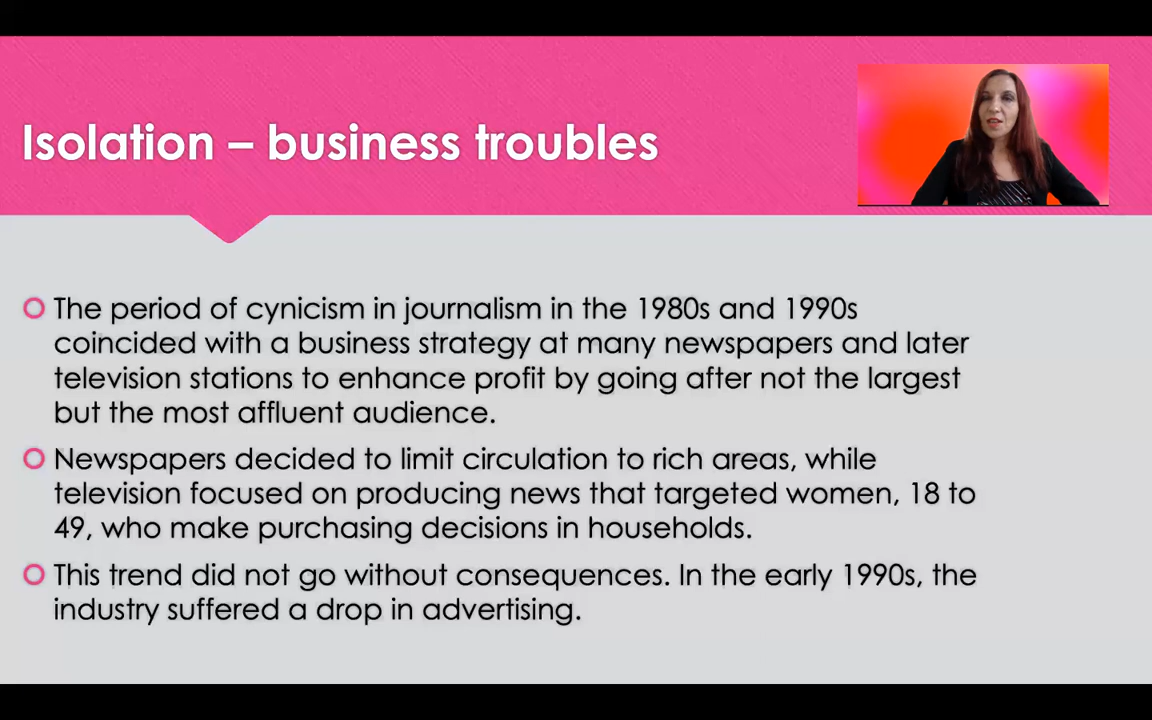 Isolation – business troubles
The period of cynicism in journalism in the 1980s and 1990s
coincided with a business strategy at many newspapers and later
television stations to enhance profit by going after not the largest
but the most affluent audience.
Newspapers decided to limit circulation to rich areas, while
television focused on producing news that targeted women, 18 to
49, who make purchasing decisions in households.
This trend did not go without consequences. In the early 1990s, the
industry suffered a drop in advertising.